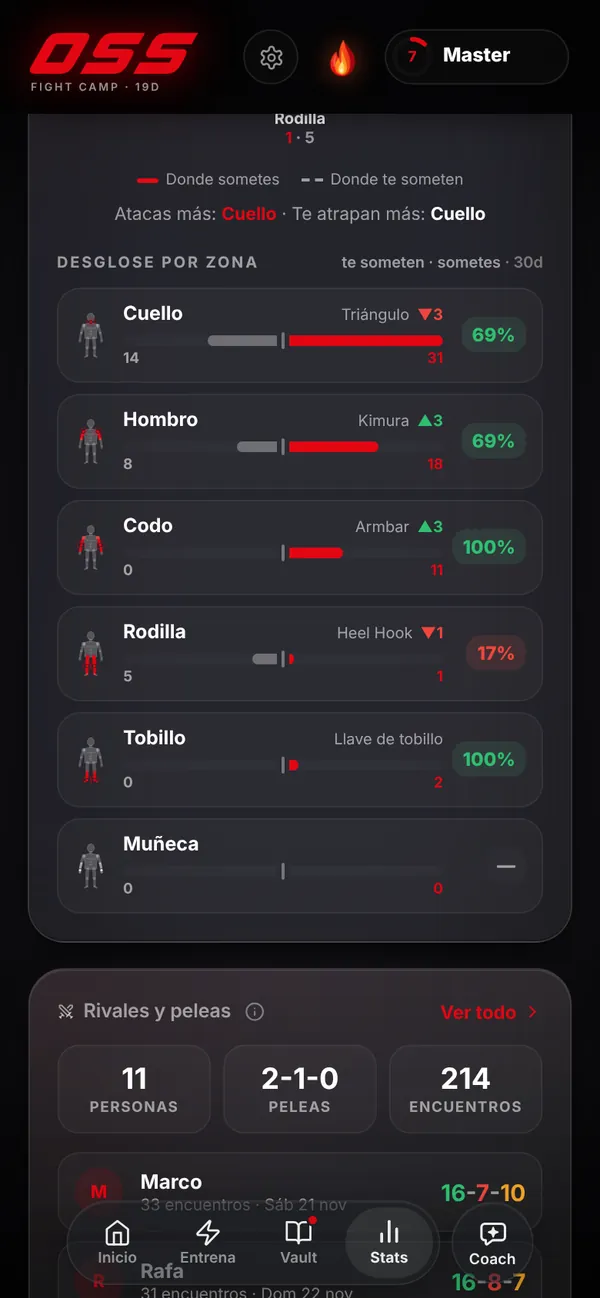 OSS
FIGHT CAMP · 19D
7 Master
Rodilla
1 · 5
Donde sometes Donde te someten
Atacas más: Cuello · Te atrapan más: Cuello
DESGLOSE POR ZONA te someten · sometes · 30d
Cuello Triángulo ▼3
69%
14 31
Hombro Kimura ▲3
69%
8 18
Codo Armbar ▲3
100%
0 11
Rodilla Heel Hook ▼1
17%
5 1
Tobillo Llave de tobillo
100%
0 2
Muñeca
—
0 0
Rivales y peleas Ver todo
11 2-1-0 214
PERSONAS PELEAS ENCUENTROS
M Marco 16-7-10
33 encuentros · Sáb 21 nov
Inicio Entrena Vault Stats Coach
R Rafa 16-8-7
31 encuentros · Dom 22 nov